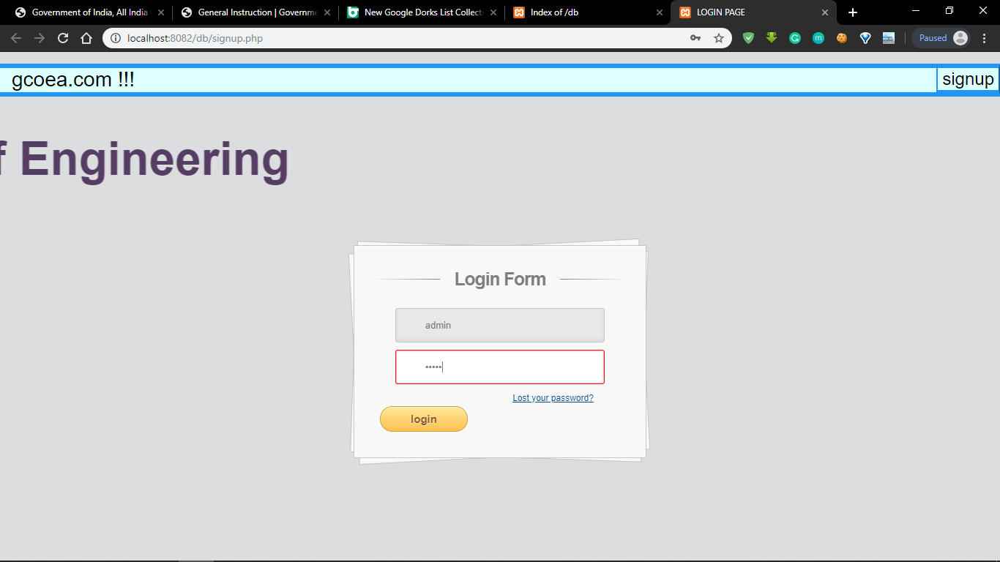 Government of India, All India
General Instruction | Governme
New Google Dorks List Collecti
Index of /db
LOGIN PAGE
localhost:8082/db/signup.php
Paused
gcoea.com !!!
signup
f Engineering
Login Form
admin
•••••
Lost your password?
login